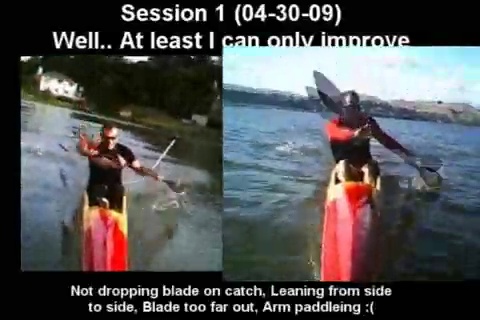 Session 1 (04-30-09)
Well.. At least I can only improve
Not dropping blade on catch, Leaning from side
to side, Blade too far out, Arm paddleing :(